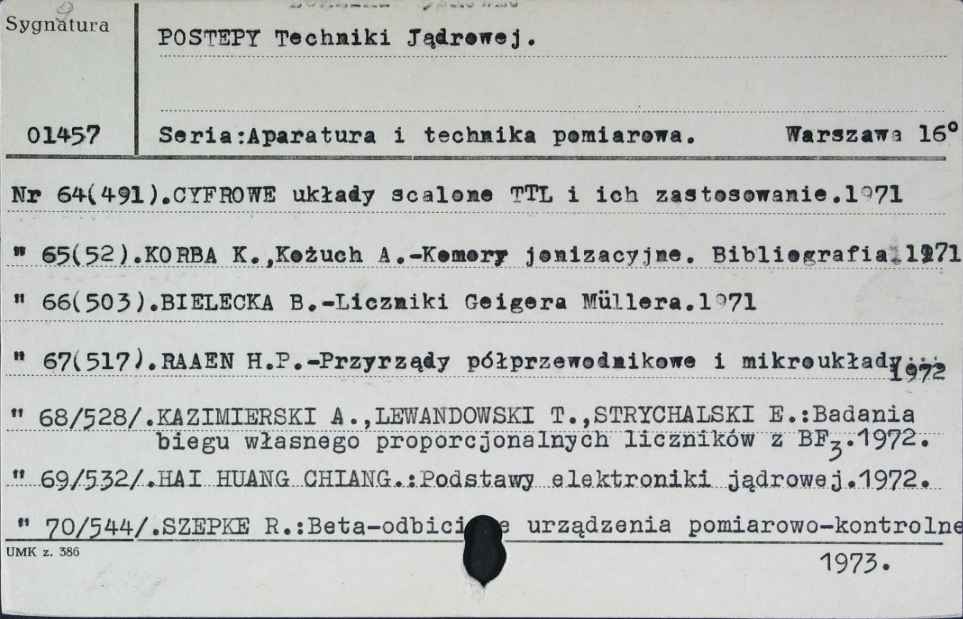 Sygnatura
POSTEPY Techniki Jądrowej.
01457 Seria:Aparatura i technika pomiarowa. Warszawa 16°
Nr 64(491).CYFROWE układy scalone TTL i ich zastosowanie.1971
" 65(52).KORBA K.,Kożuch A.-Komory jonizacyjne. Bibliografia.1971
" 66(503).BIELECKA B.-Liczniki Geigera Müllera.1971
" 67(517).RAAEN H.P.-Przyrządy półprzewodnikowe i mikroukłady...
1972
" 68/528/.KAZIMIERSKI A.,LEWANDOWSKI T.,STRYCHALSKI E.:Badania
biegu własnego proporcjonalnych liczników z BF3.1972.
" 69/532/.HAI HUANG CHIANG.:Podstawy elektroniki jądrowej.1972.
" 70/544/.SZEPKE R.: urządzenia pomiarowo-kontrolne
UMK z. 386
1973.